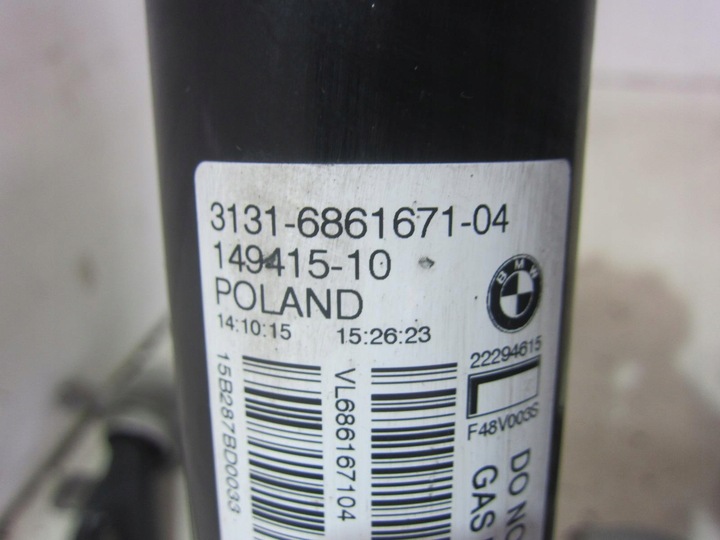 3131-6861671-04
149415-10
POLAND
14:10:15 15:26:23
BMW
22294615
L
F48V003S
15B287BD0033
VL686167104
DO NO
GAS